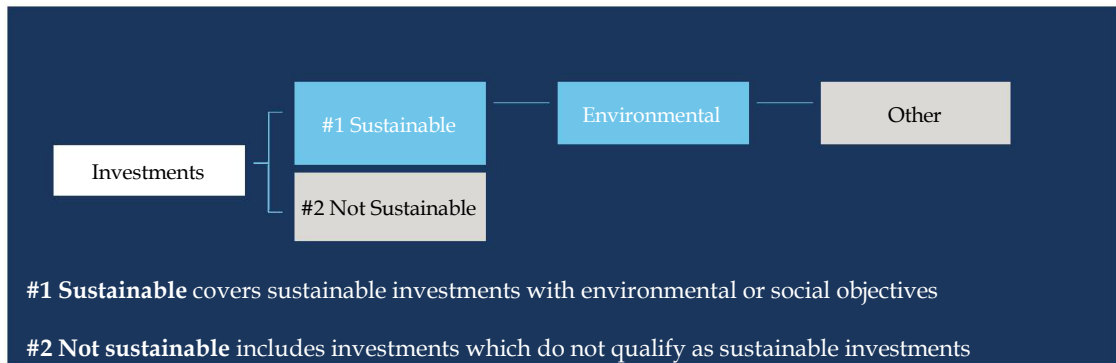 #1 Sustainable
Environmental
Other
Investments
#2 Not Sustainable
#1 Sustainable covers sustainable investments with environmental or social objectives
#2 Not sustainable includes investments which do not qualify as sustainable investments